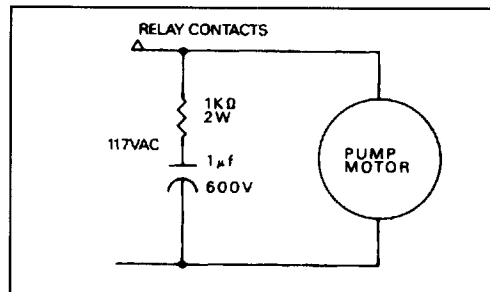 RELAY CONTACTS
1KΩ
2W
117VAC
1µf
600V
PUMP
MOTOR